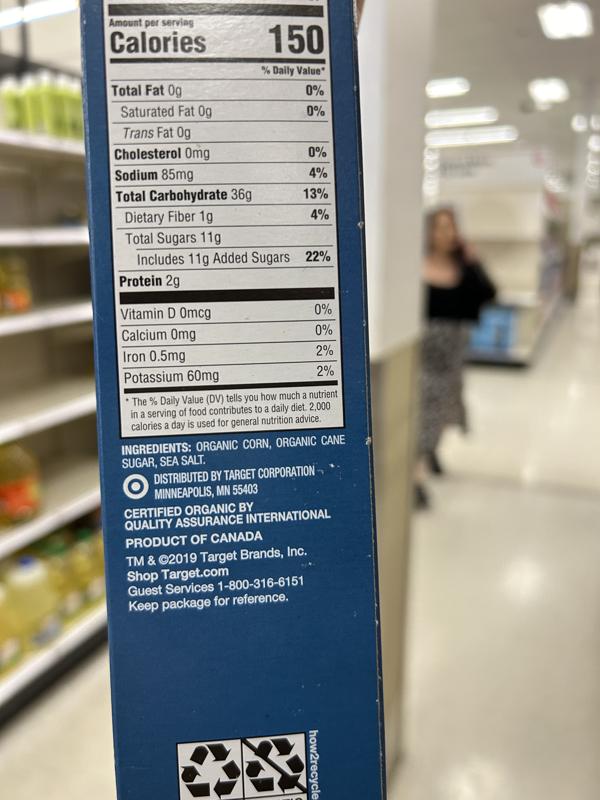 Amount per serving
Calories 150
% Daily Value*
Total Fat 0g 0%
Saturated Fat 0g 0%
Trans Fat 0g
Cholesterol 0mg 0%
Sodium 85mg 4%
Total Carbohydrate 36g 13%
Dietary Fiber 1g 4%
Total Sugars 11g
Includes 11g Added Sugars 22%
Protein 2g
Vitamin D 0mcg 0%
Calcium 0mg 0%
Iron 0.5mg 2%
Potassium 60mg 2%
* The % Daily Value (DV) tells you how much a nutrient
in a serving of food contributes to a daily diet. 2,000
calories a day is used for general nutrition advice.
INGREDIENTS: ORGANIC CORN, ORGANIC CANE
SUGAR, SEA SALT.
DISTRIBUTED BY TARGET CORPORATION
MINNEAPOLIS, MN 55403
CERTIFIED ORGANIC BY
QUALITY ASSURANCE INTERNATIONAL
PRODUCT OF CANADA
TM & ©2019 Target Brands, Inc.
Shop Target.com
Guest Services 1-800-316-6151
Keep package for reference.
how2recycle